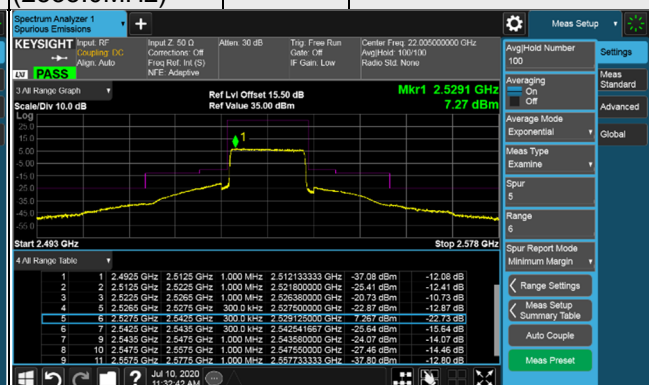 Spectrum Analyzer 1
Spurious Emissions
Meas Setup
KEYSIGHT
Input: RF
Coupling: DC
Align: Auto
Input Z: 50 Ω
Corrections: Off
Freq Ref: Int (S)
NFE: Adaptive
Atten: 30 dB
Trig: Free Run
Gate: Off
IF Gain: Low
Center Freq: 22.005000000 GHz
Avg|Hold: 100/100
Radio Std: None
LXI PASS
3 All Range Graph
Scale/Div 10.0 dB
Ref Lvl Offset 15.50 dB
Ref Value 35.00 dBm
Mkr1 2.5291 GHz
7.27 dBm
Log
25.0
15.0
5.00
-5.00
-15.0
-25.0
-35.0
-45.0
-55.0
1
Start 2.493 GHz
Stop 2.578 GHz
4 All Range Table
1 1 2.4925 GHz 2.5125 GHz 1.000 MHz 2.512133333 GHz -37.08 dBm -12.08 dB
2 2 2.5125 GHz 2.5225 GHz 1.000 MHz 2.521800000 GHz -25.41 dBm -12.41 dB
3 3 2.5225 GHz 2.5265 GHz 1.000 MHz 2.526380000 GHz -20.73 dBm -10.73 dB
4 5 2.5265 GHz 2.5275 GHz 300.0 kHz 2.527500000 GHz -22.87 dBm -12.87 dB
5 6 2.5275 GHz 2.5425 GHz 300.0 kHz 2.529125000 GHz 7.267 dBm -22.73 dB
6 7 2.5425 GHz 2.5435 GHz 300.0 kHz 2.542541667 GHz -25.64 dBm -15.64 dB
7 9 2.5435 GHz 2.5475 GHz 1.000 MHz 2.543580000 GHz -24.07 dBm -14.07 dB
8 10 2.5475 GHz 2.5575 GHz 1.000 MHz 2.547550000 GHz -27.46 dBm -14.46 dB
9 11 2.5575 GHz 2.5775 GHz 1.000 MHz 2.557733333 GHz -37.80 dBm -12.80 dB
Jul 10, 2020
11:32:42 AM
Avg|Hold Number
100
Averaging
On
Off
Average Mode
Exponential
Meas Type
Examine
Spur
5
Range
6
Spur Report Mode
Minimum Margin
Range Settings
Meas Setup
Summary Table
Auto Couple
Meas Preset
Settings
Meas
Standard
Advanced
Global